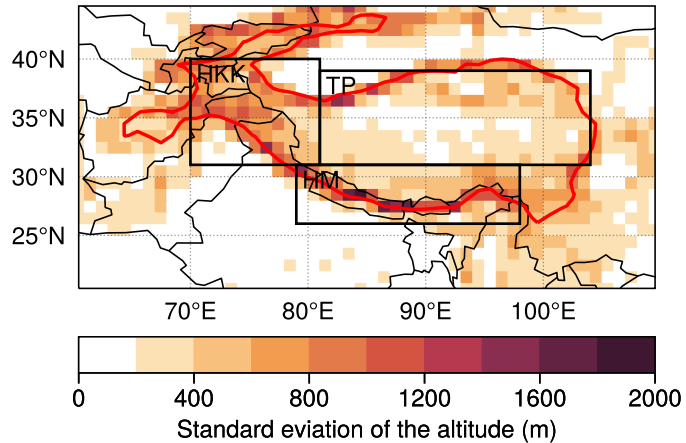 40°N
HKK
TP
35°N
30°N
HM
25°N
70°E 80°E 90°E 100°E
0 400 800 1200 1600 2000
Standard eviation of the altitude (m)